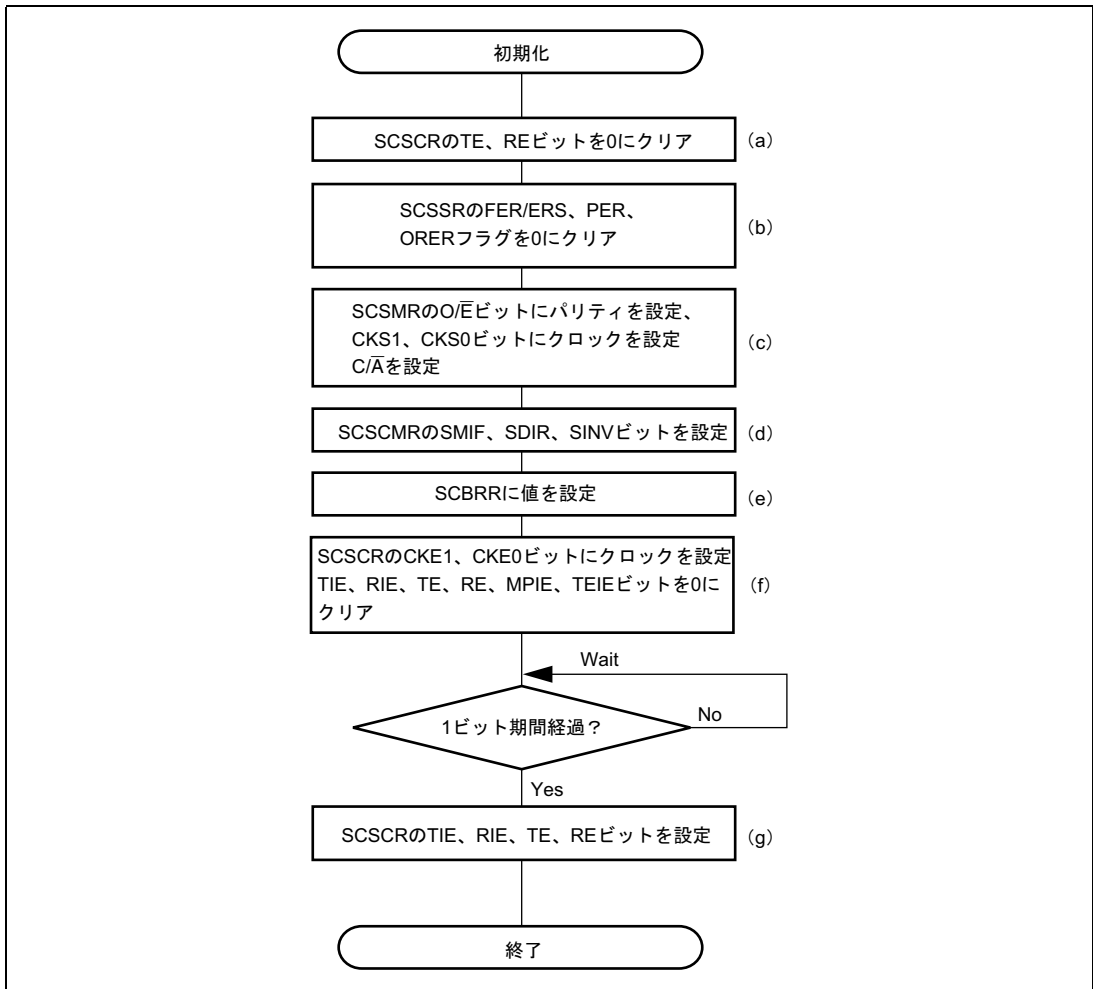 初期化
SCSCRのTE、REビットを0にクリア
(a)
SCSSRのFER/ERS、PER、
ORERフラグを0にクリア
(b)
SCSMRのO/E̅ビットにパリティを設定、
CKS1、CKS0ビットにクロックを設定
C/A̅を設定
(c)
SCSCMRのSMIF、SDIR、SINVビットを設定
(d)
SCBRRに値を設定
(e)
SCSCRのCKE1、CKE0ビットにクロックを設定
TIE、RIE、TE、RE、MPIE、TEIEビットを0に
クリア
(f)
Wait
1ビット期間経過？
No
Yes
SCSCRのTIE、RIE、TE、REビットを設定
(g)
終了